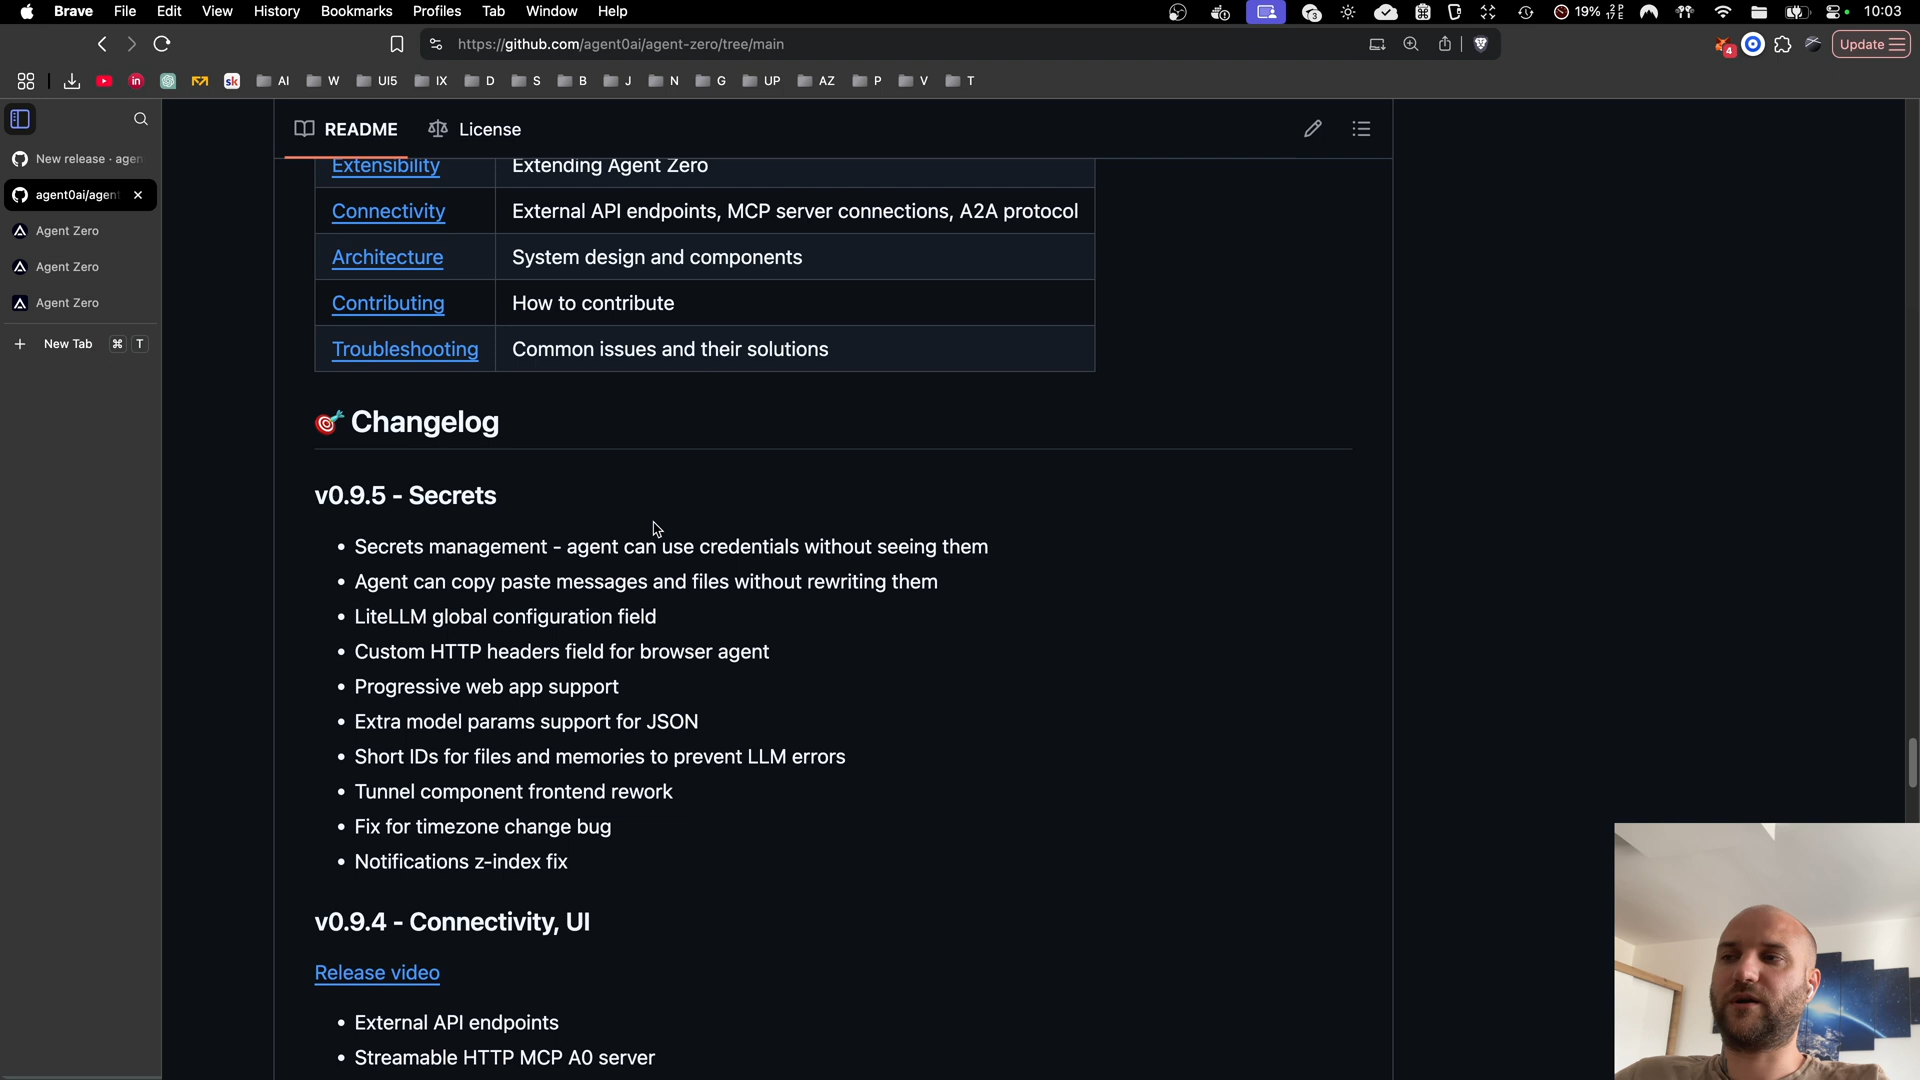 Brave File Edit View History Bookmarks Profiles Tab Window Help 3 19% 10:03
https://github.com/agent0ai/agent-zero/tree/main 4 Update
sk AI W UI5 IX D S B J N G UP AZ P V T
New release · agen
agent0ai/agent
Agent Zero
Agent Zero
Agent Zero
New Tab ⌘ T
README License
Extensibility Extending Agent Zero
Connectivity External API endpoints, MCP server connections, A2A protocol
Architecture System design and components
Contributing How to contribute
Troubleshooting Common issues and their solutions
🎯 Changelog
v0.9.5 - Secrets
• Secrets management - agent can use credentials without seeing them
• Agent can copy paste messages and files without rewriting them
• LiteLLM global configuration field
• Custom HTTP headers field for browser agent
• Progressive web app support
• Extra model params support for JSON
• Short IDs for files and memories to prevent LLM errors
• Tunnel component frontend rework
• Fix for timezone change bug
• Notifications z-index fix
v0.9.4 - Connectivity, UI
Release video
• External API endpoints
• Streamable HTTP MCP A0 server